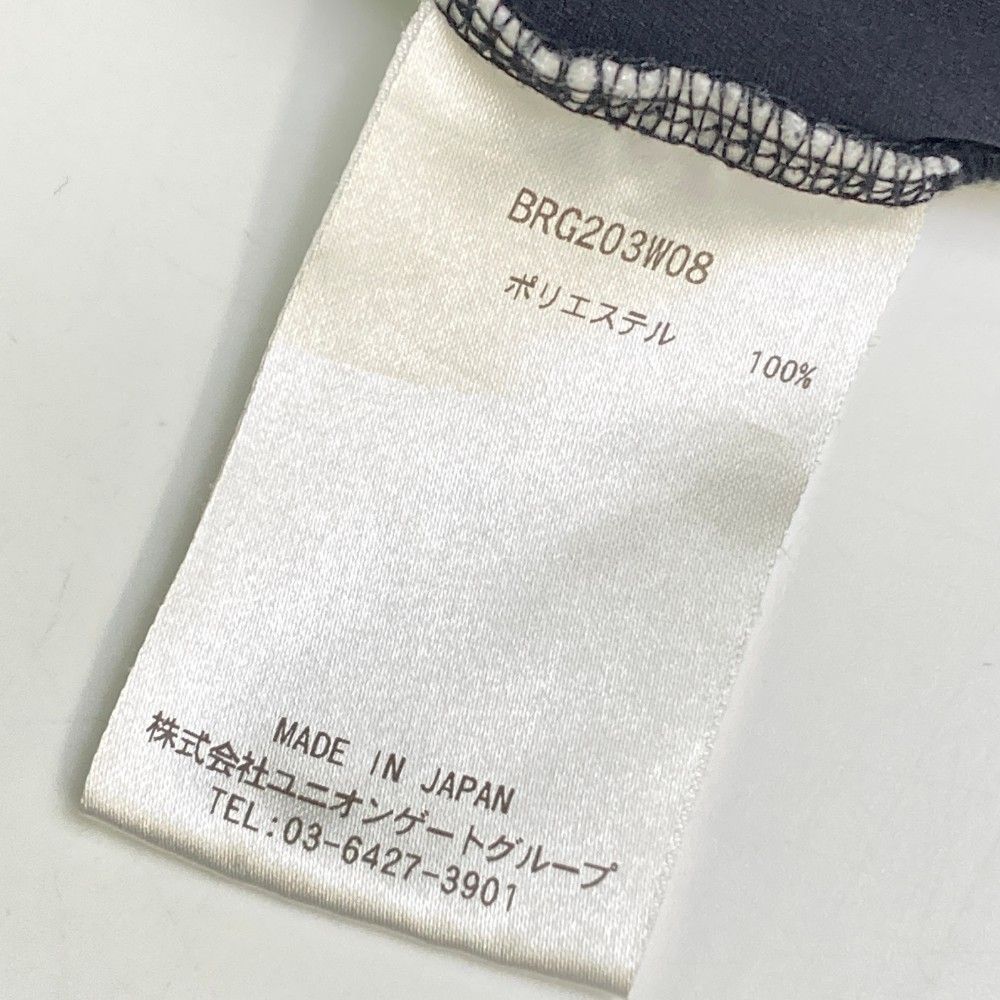 BRG203W08
ポリエステル 100%
MADE IN JAPAN
株式会社ユニオンゲートグループ
TEL:03-6427-3901